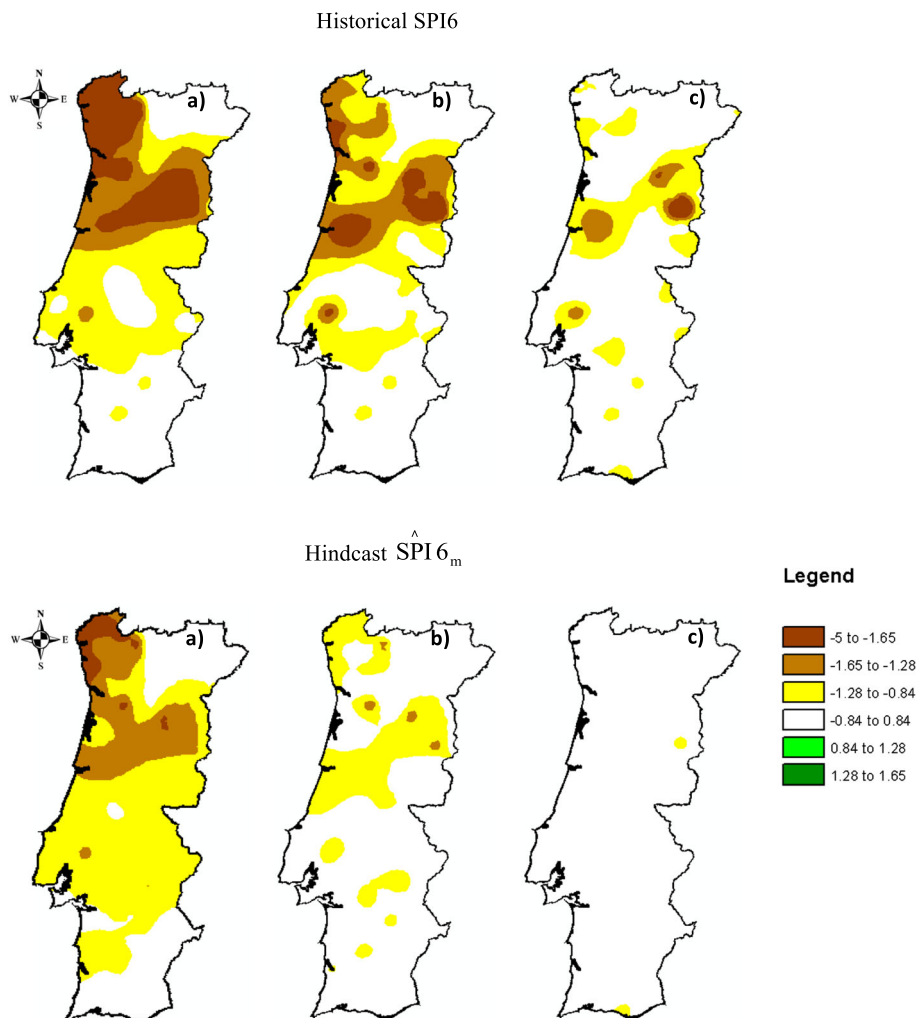 Historical SPI6
N
W E
S
a)
b)
c)
^
Hindcast SPI 6m
N
W E
S
a)
b)
c)
Legend
-5 to -1.65
-1.65 to -1.28
-1.28 to -0.84
-0.84 to 0.84
0.84 to 1.28
1.28 to 1.65